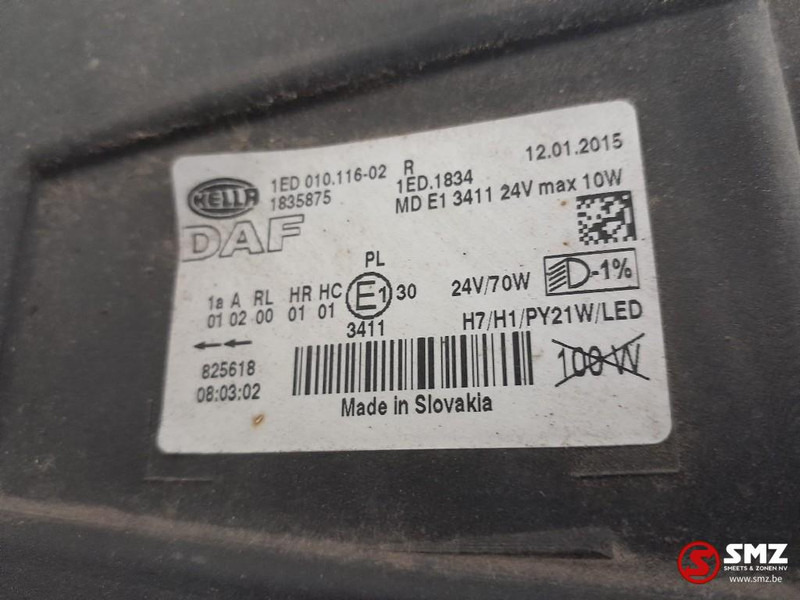 HELLA
1ED 010.116-02 R 12.01.2015
1835875 1ED.1834
MD E1 3411 24V max 10W
DAF
PL
1a A RL HR HC E1 30 24V/70W -1%
01 02 00 01 01
3411 H7/H1/PY21W/LED
825618
08:03:02
100 W
Made in Slovakia
SMZ
SMEETS & ZONEN NV
www.smz.be